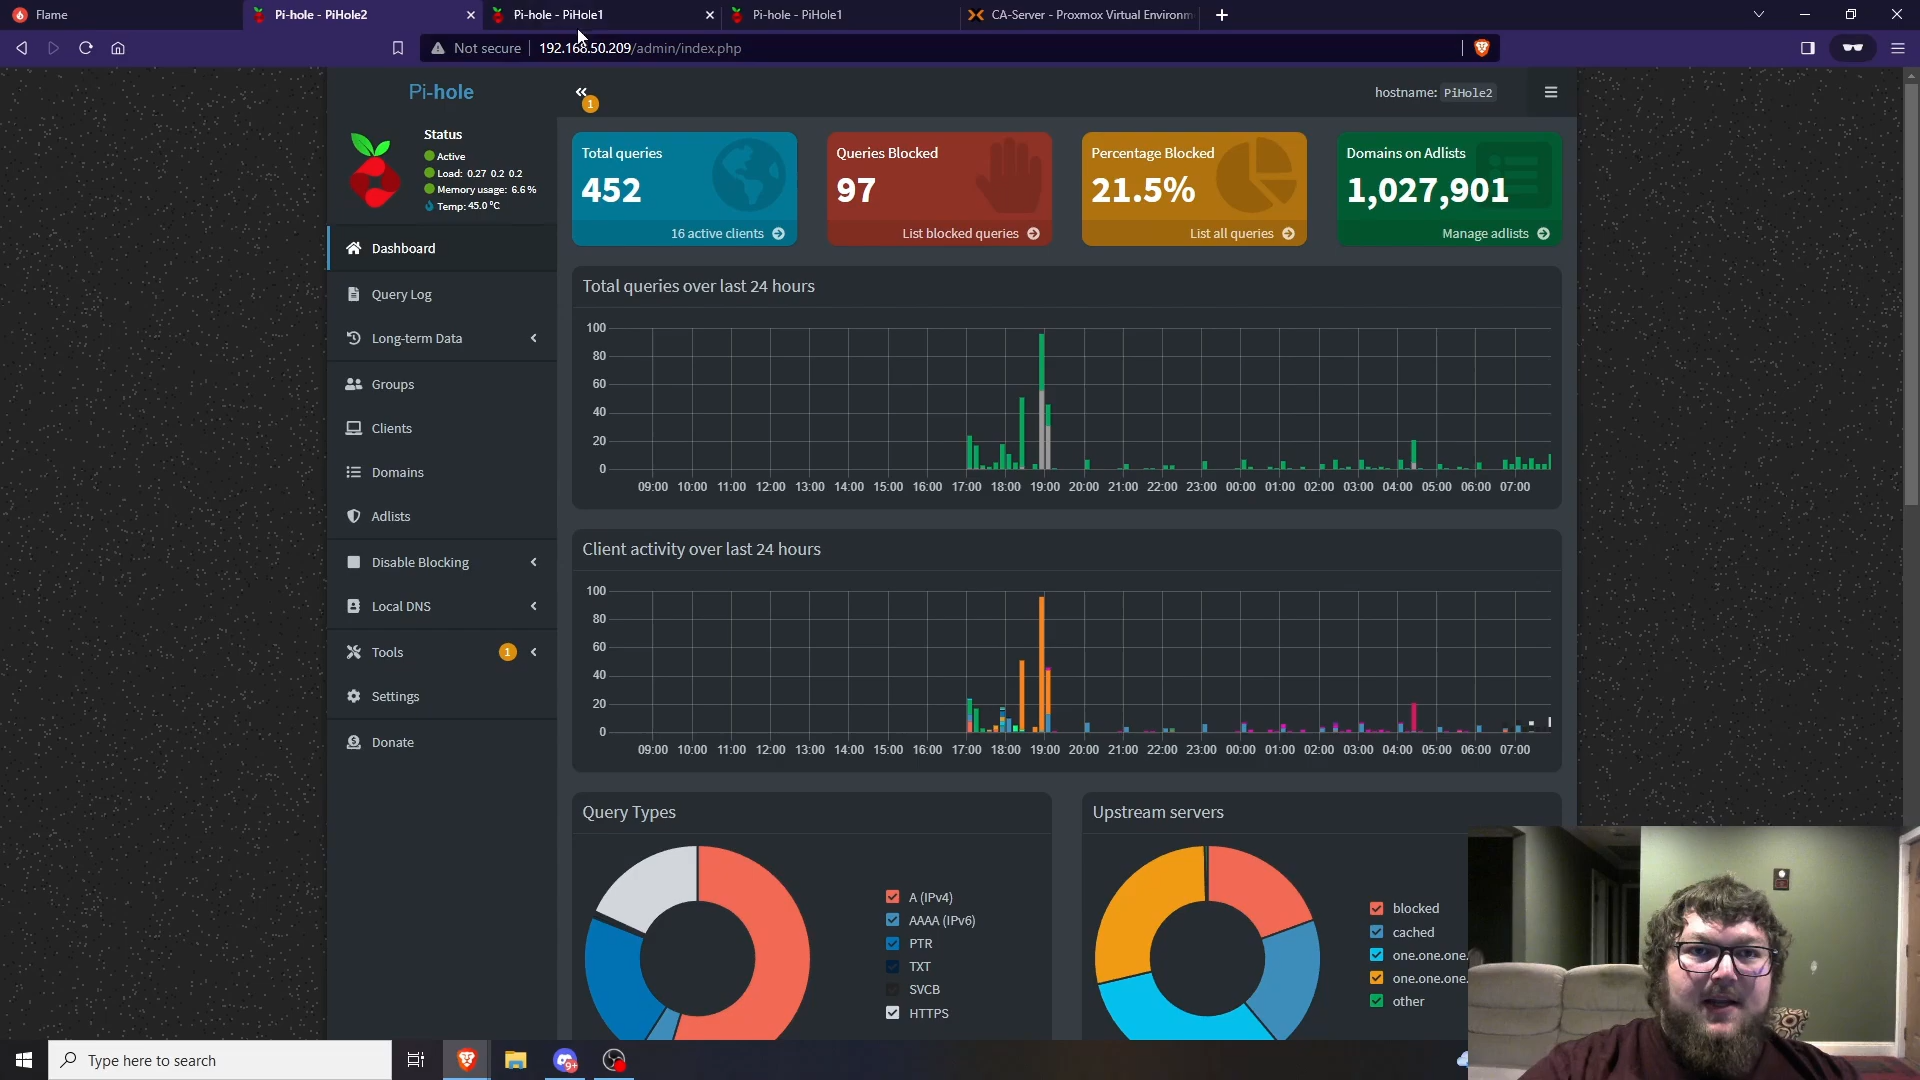 Flame
Pi-hole - PiHole2
Pi-hole - PiHole1
Pi-hole - PiHole1
CA-Server - Proxmox Virtual Environm
Not secure
192.168.50.209/admin/index.php
Pi-hole
1
hostname: PiHole2
Status
Active
Load: 0.27 0.2 0.2
Memory usage: 6.6 %
Temp: 45.0 °C
Total queries
452
16 active clients
Queries Blocked
97
List blocked queries
Percentage Blocked
21.5%
List all queries
Domains on Adlists
1,027,901
Manage adlists
Dashboard
Query Log
Long-term Data
Groups
Clients
Domains
Adlists
Disable Blocking
Local DNS
Tools
1
Settings
Donate
Total queries over last 24 hours
100
80
60
40
20
0
09:00 10:00 11:00 12:00 13:00 14:00 15:00 16:00 17:00 18:00 19:00 20:00 21:00 22:00 23:00 00:00 01:00 02:00 03:00 04:00 05:00 06:00 07:00
Client activity over last 24 hours
100
80
60
40
20
0
09:00 10:00 11:00 12:00 13:00 14:00 15:00 16:00 17:00 18:00 19:00 20:00 21:00 22:00 23:00 00:00 01:00 02:00 03:00 04:00 05:00 06:00 07:00
Query Types
A (IPv4)
AAAA (IPv6)
PTR
TXT
SVCB
HTTPS
Upstream servers
blocked
cached
one.one.one.
one.one.one.
other
Type here to search
9+